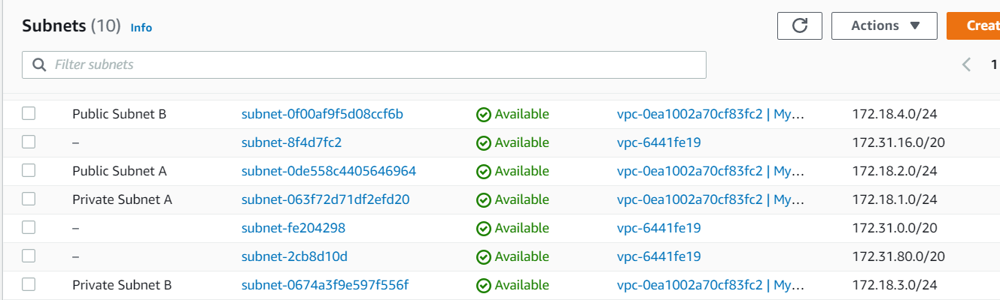 Subnets (10) Info
Actions
Creat
Filter subnets
1
Public Subnet B subnet-0f00af9f5d08ccf6b Available vpc-0ea1002a70cf83fc2 | My… 172.18.4.0/24
– subnet-8f4d7fc2 Available vpc-6441fe19 172.31.16.0/20
Public Subnet A subnet-0de558c4405646964 Available vpc-0ea1002a70cf83fc2 | My… 172.18.2.0/24
Private Subnet A subnet-063f72d71df2efd20 Available vpc-0ea1002a70cf83fc2 | My… 172.18.1.0/24
– subnet-fe204298 Available vpc-6441fe19 172.31.0.0/20
– subnet-2cb8d10d Available vpc-6441fe19 172.31.80.0/20
Private Subnet B subnet-0674a3f9e597f556f Available vpc-0ea1002a70cf83fc2 | My… 172.18.3.0/24